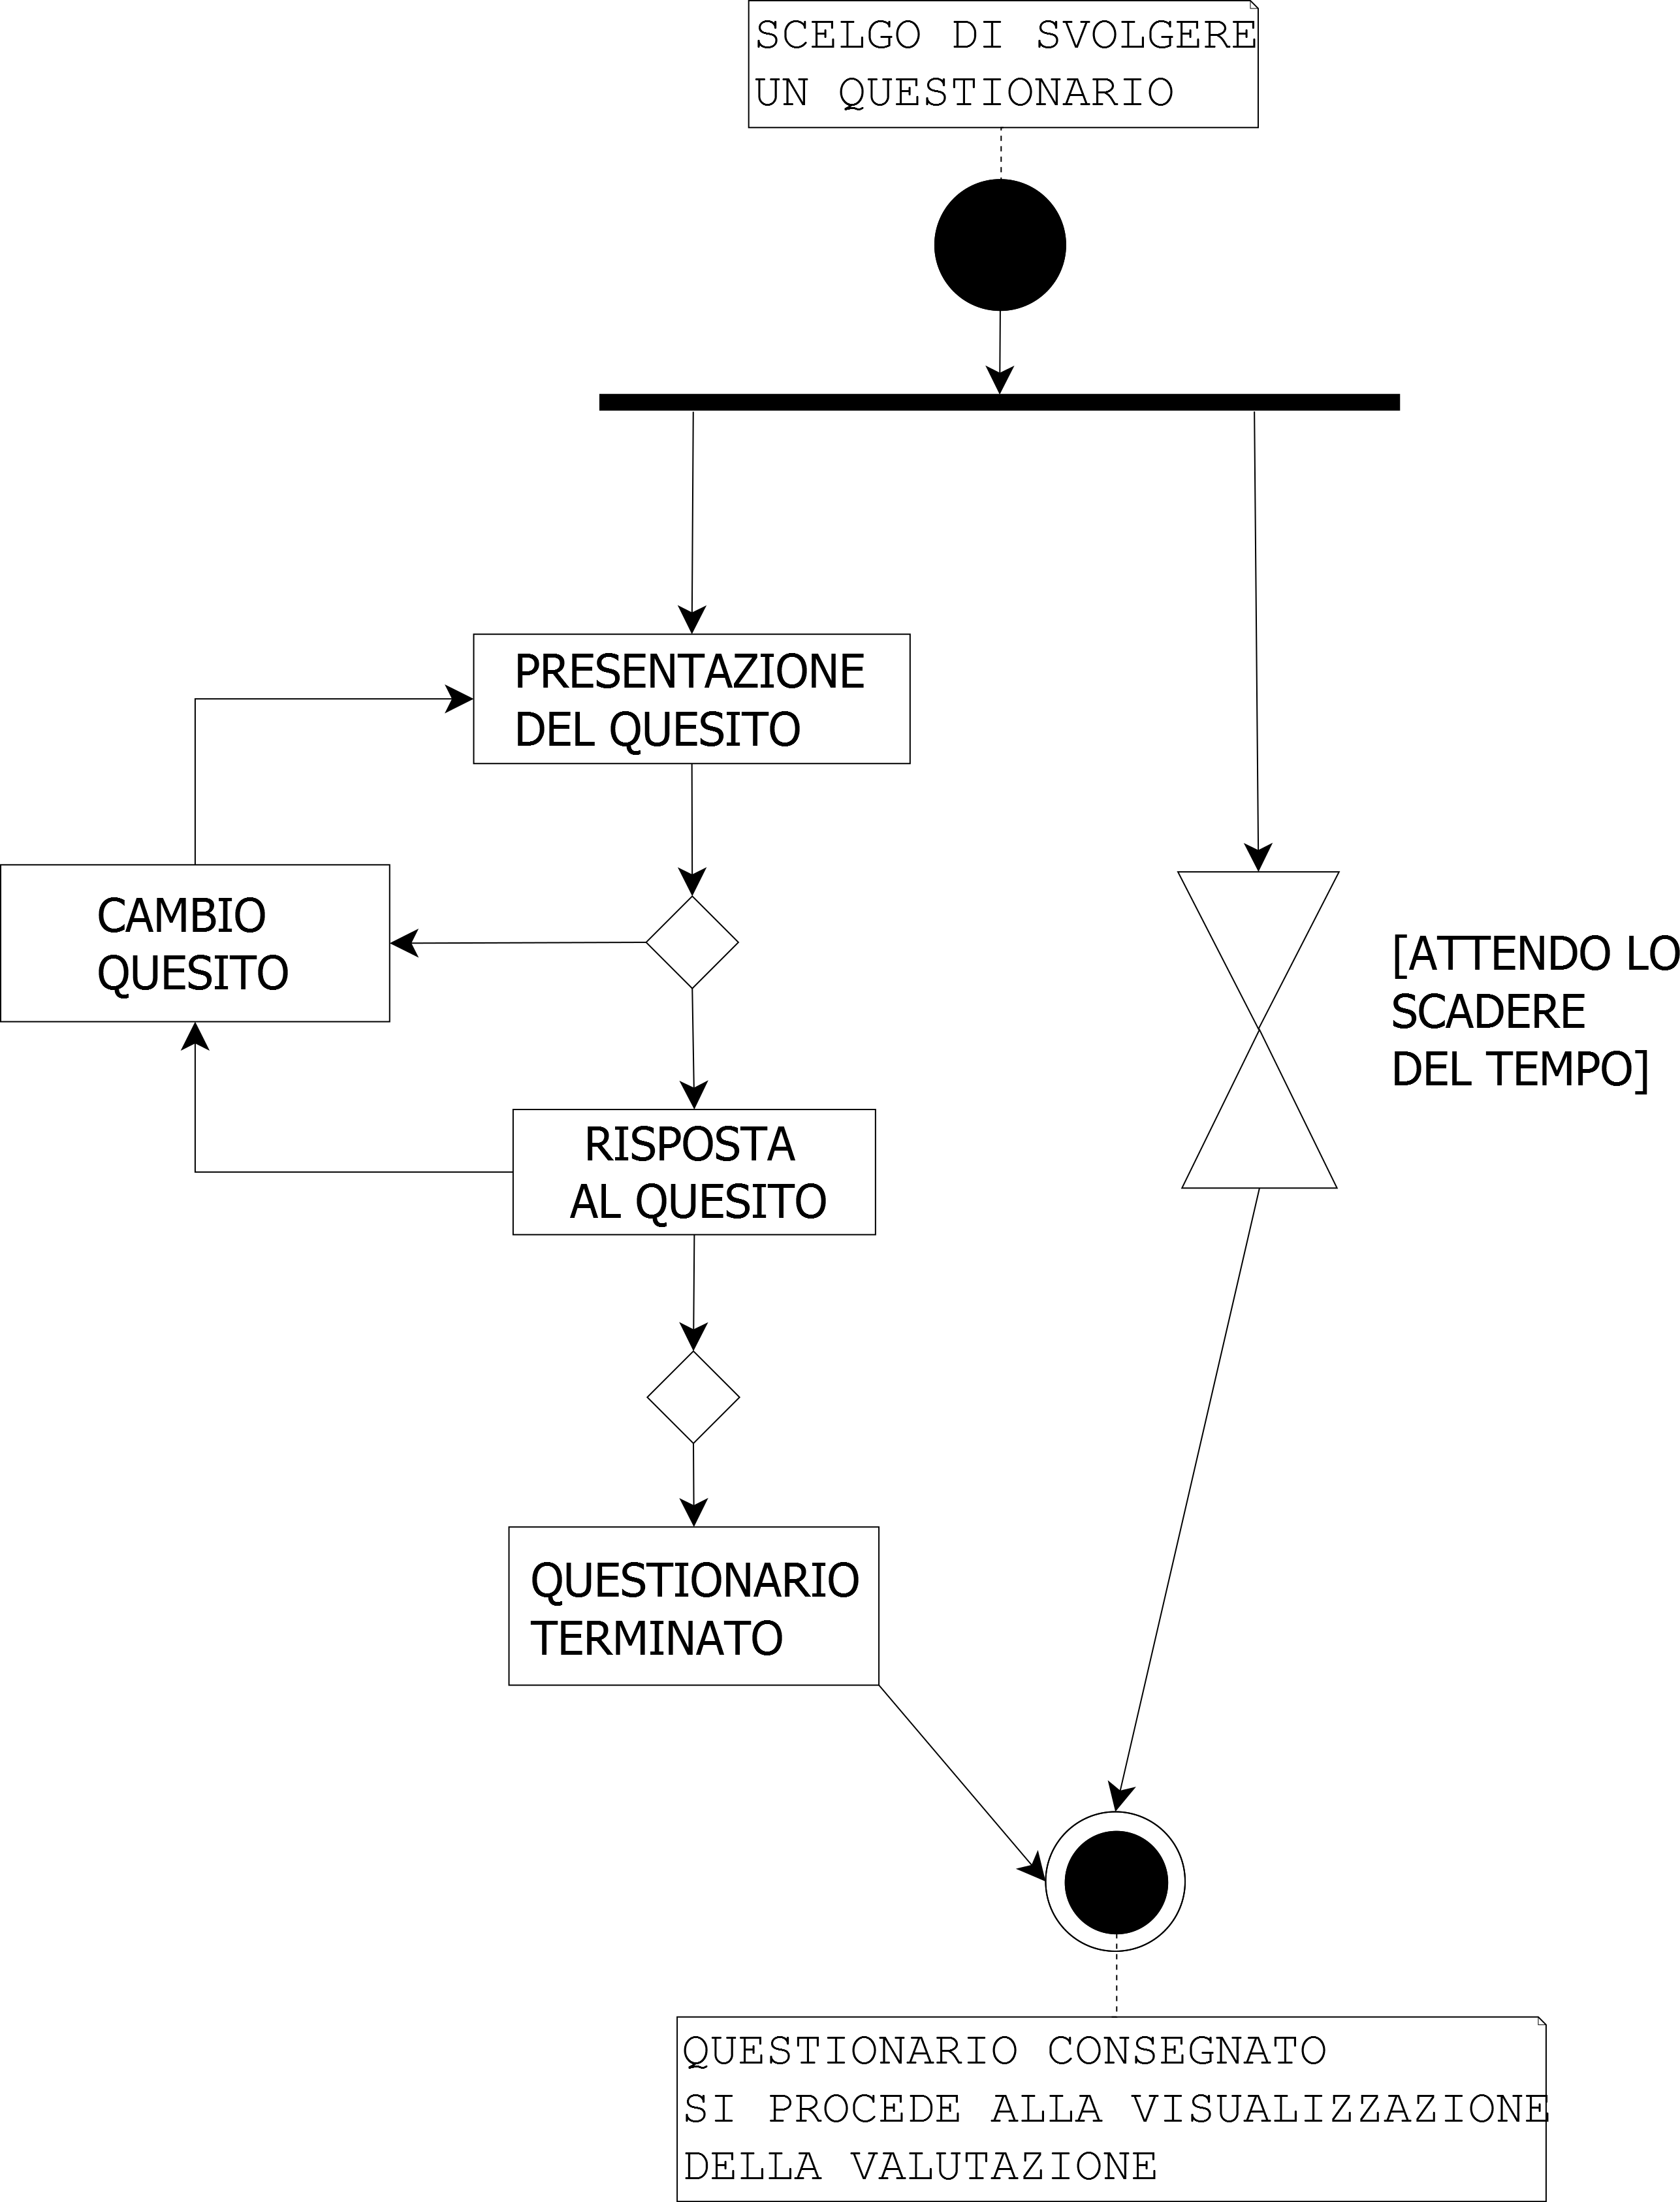 SCELGO DI SVOLGERE
UN QUESTIONARIO
PRESENTAZIONE
DEL QUESITO
CAMBIO
QUESITO
[ATTENDO LO
SCADERE
DEL TEMPO]
RISPOSTA
AL QUESITO
QUESTIONARIO
TERMINATO
QUESTIONARIO CONSEGNATO
SI PROCEDE ALLA VISUALIZZAZIONE
DELLA VALUTAZIONE